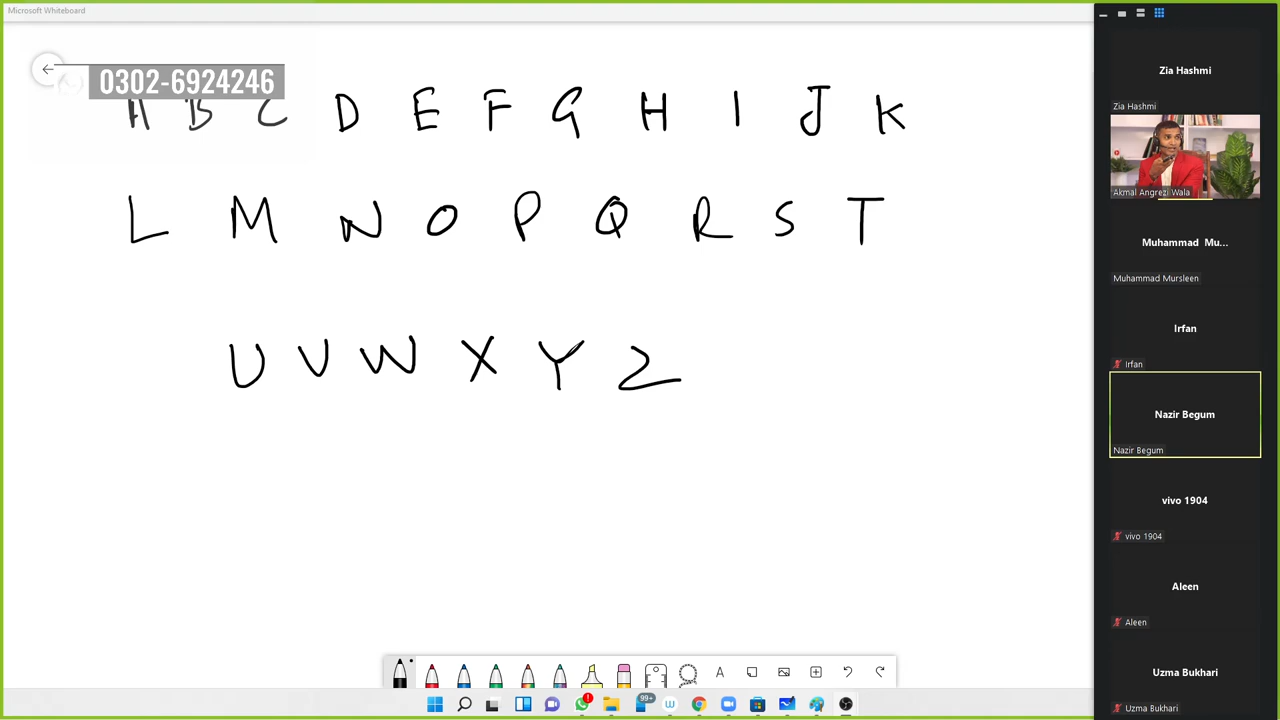 Microsoft Whiteboard
0302-6924246
A B C D E F G H I J K
L M N O P Q R S T
U V W X Y Z
Zia Hashmi
Zia Hashmi
Akmal Angrezi Wala
Muhammad Mu...
Muhammad Mursleen
Irfan
Irfan
Nazir Begum
Nazir Begum
vivo 1904
vivo 1904
Aleen
Aleen
Uzma Bukhari
Uzma Bukhari
A
99+